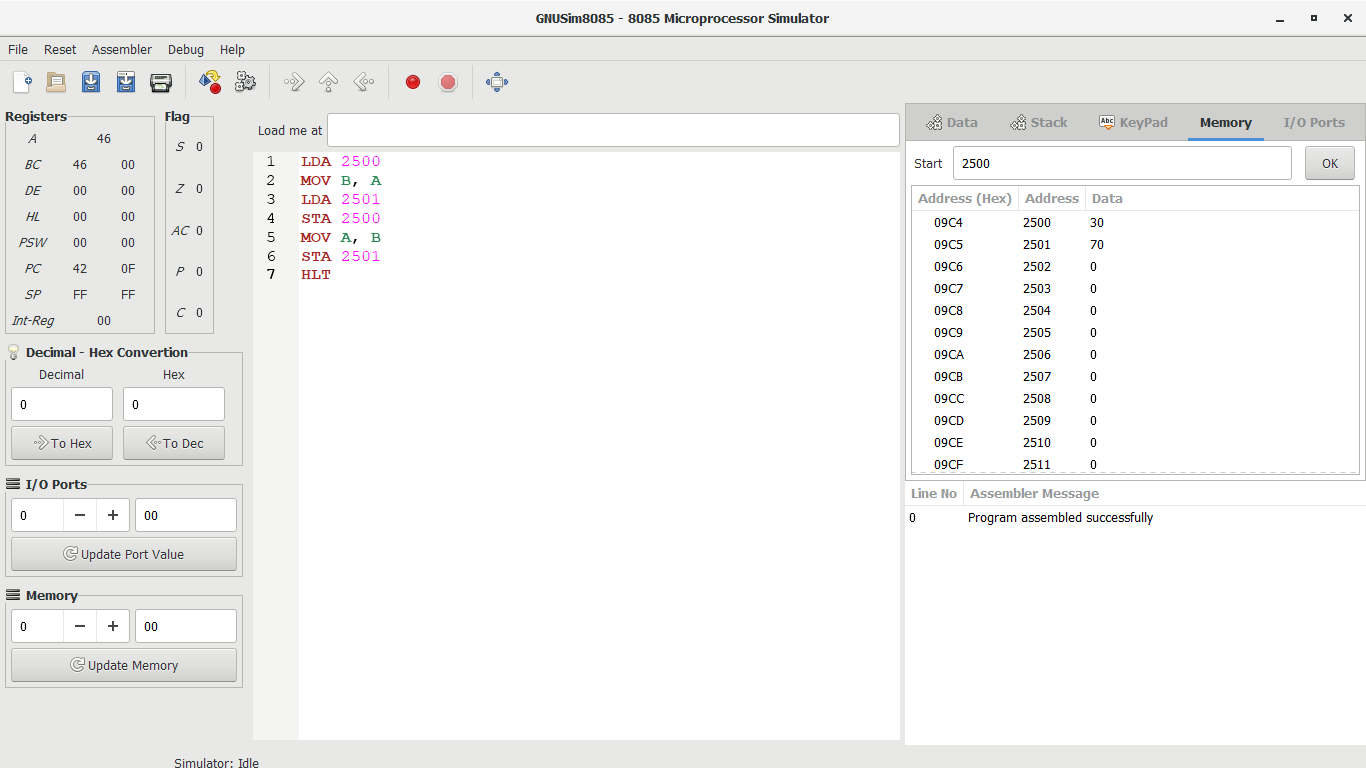 GNUSim8085 - 8085 Microprocessor Simulator
File Reset Assembler Debug Help
Registers
A 46
BC 46 00
DE 00 00
HL 00 00
PSW 00 00
PC 42 0F
SP FF FF
Int-Reg 00
Flag
S 0
Z 0
AC 0
P 0
C 0
Decimal - Hex Convertion
Decimal Hex
0 0
To Hex To Dec
I/O Ports
0 − + 00
Update Port Value
Memory
0 − + 00
Update Memory
Load me at
1 LDA 2500
2 MOV B, A
3 LDA 2501
4 STA 2500
5 MOV A, B
6 STA 2501
7 HLT
Data Stack Abc KeyPad Memory I/O Ports
Start 2500 OK
Address (Hex) Address Data
09C4 2500 30
09C5 2501 70
09C6 2502 0
09C7 2503 0
09C8 2504 0
09C9 2505 0
09CA 2506 0
09CB 2507 0
09CC 2508 0
09CD 2509 0
09CE 2510 0
09CF 2511 0
Line No Assembler Message
0 Program assembled successfully
Simulator: Idle